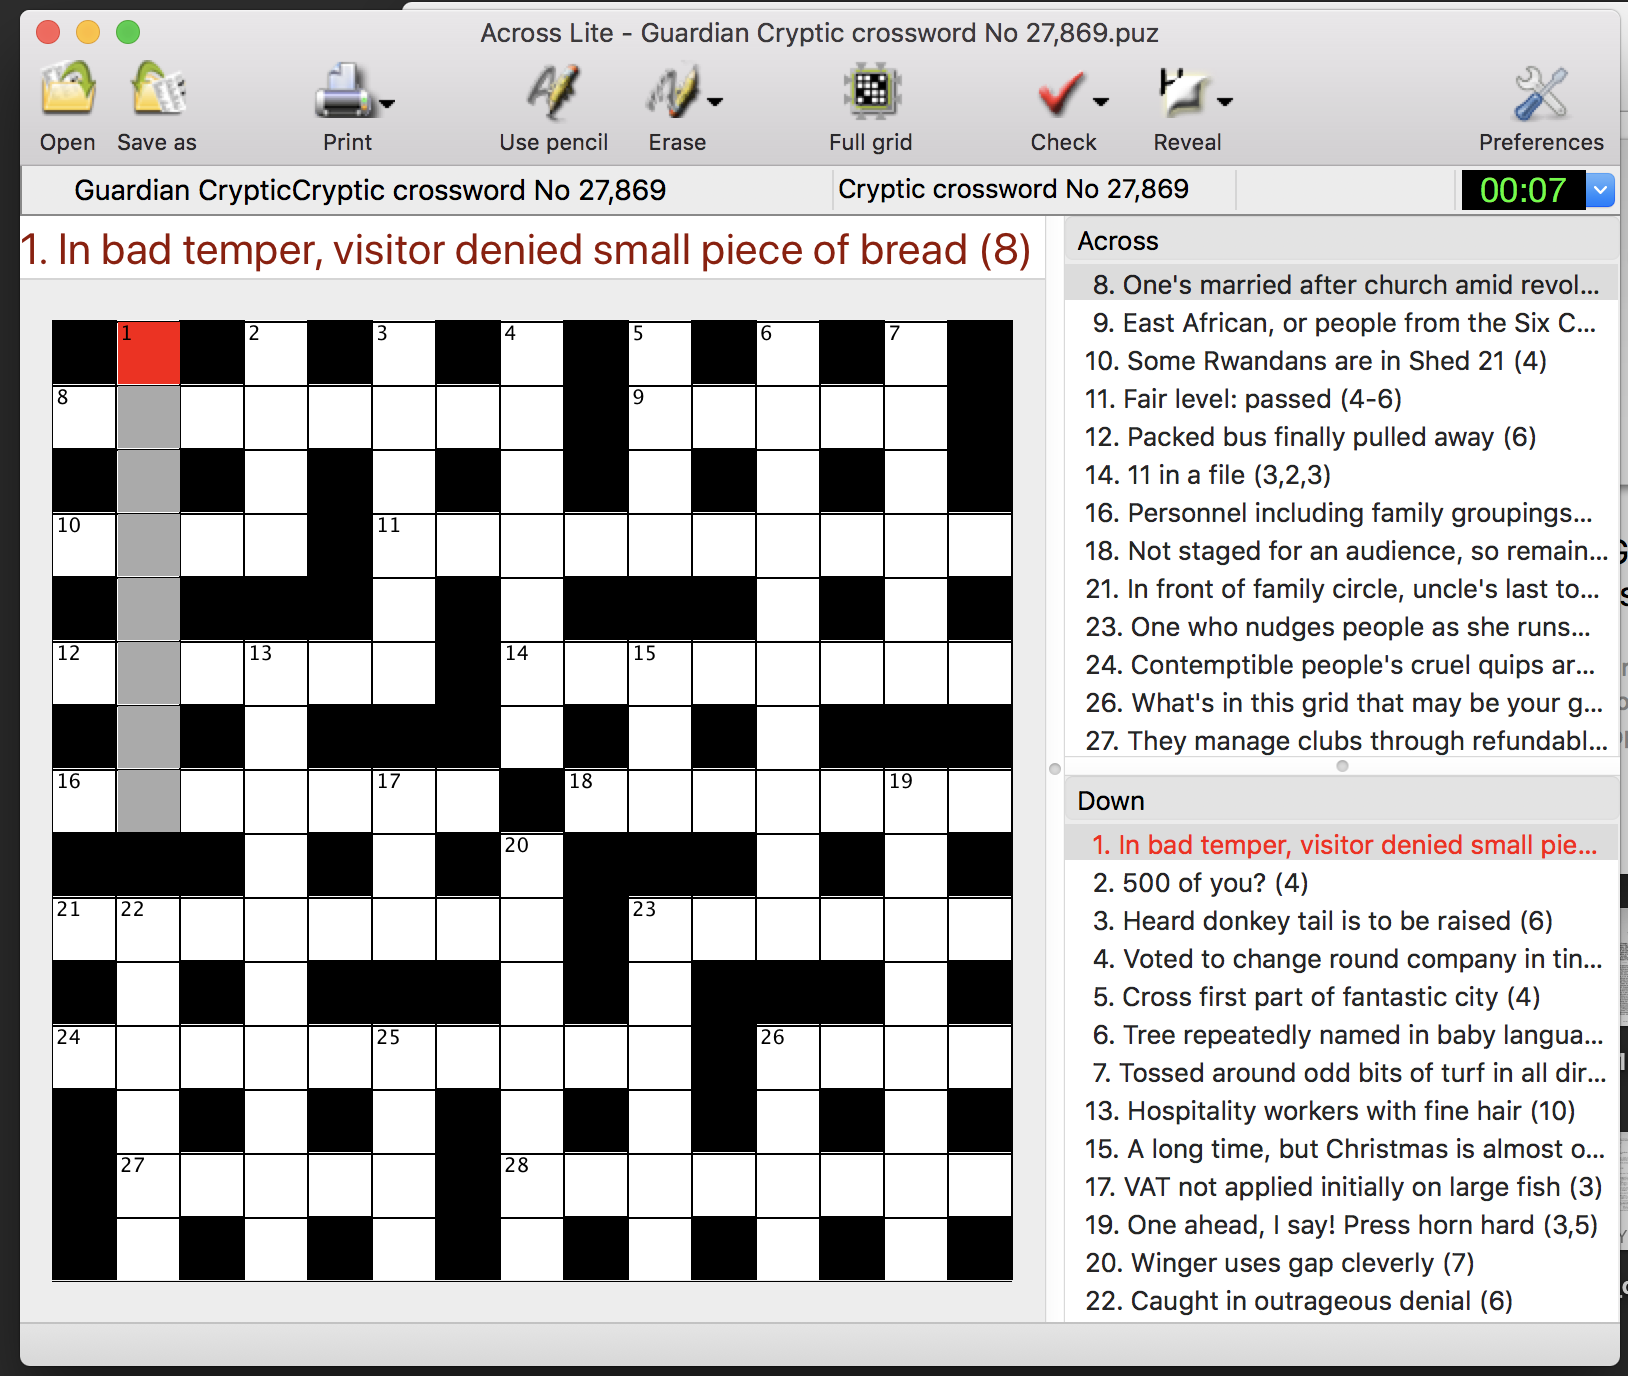 Across Lite - Guardian Cryptic crossword No 27,869.puz
Open Save as Print Use pencil Erase Full grid Check Reveal Preferences
Guardian CrypticCryptic crossword No 27,869 Cryptic crossword No 27,869 00:07
1. In bad temper, visitor denied small piece of bread (8)
1 2 3 4 5 6 7
8 9
10 11
12 13 14 15
16 17 18 19
20
21 22 23
24 25 26
27 28
Across
8. One's married after church amid revol...
9. East African, or people from the Six C...
10. Some Rwandans are in Shed 21 (4)
11. Fair level: passed (4-6)
12. Packed bus finally pulled away (6)
14. 11 in a file (3,2,3)
16. Personnel including family groupings...
18. Not staged for an audience, so remain...
21. In front of family circle, uncle's last to...
23. One who nudges people as she runs...
24. Contemptible people's cruel quips ar...
26. What's in this grid that may be your g...
27. They manage clubs through refundabl...
Down
1. In bad temper, visitor denied small pie...
2. 500 of you? (4)
3. Heard donkey tail is to be raised (6)
4. Voted to change round company in tin...
5. Cross first part of fantastic city (4)
6. Tree repeatedly named in baby langua...
7. Tossed around odd bits of turf in all dir...
13. Hospitality workers with fine hair (10)
15. A long time, but Christmas is almost o...
17. VAT not applied initially on large fish (3)
19. One ahead, I say! Press horn hard (3,5)
20. Winger uses gap cleverly (7)
22. Caught in outrageous denial (6)